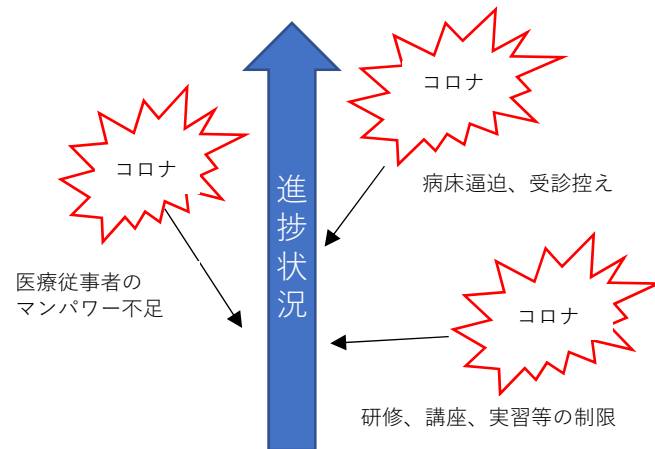 コロナ
病床逼迫、受診控え
コロナ
進捗状況
医療従事者の
マンパワー不足
コロナ
研修、講座、実習等の制限